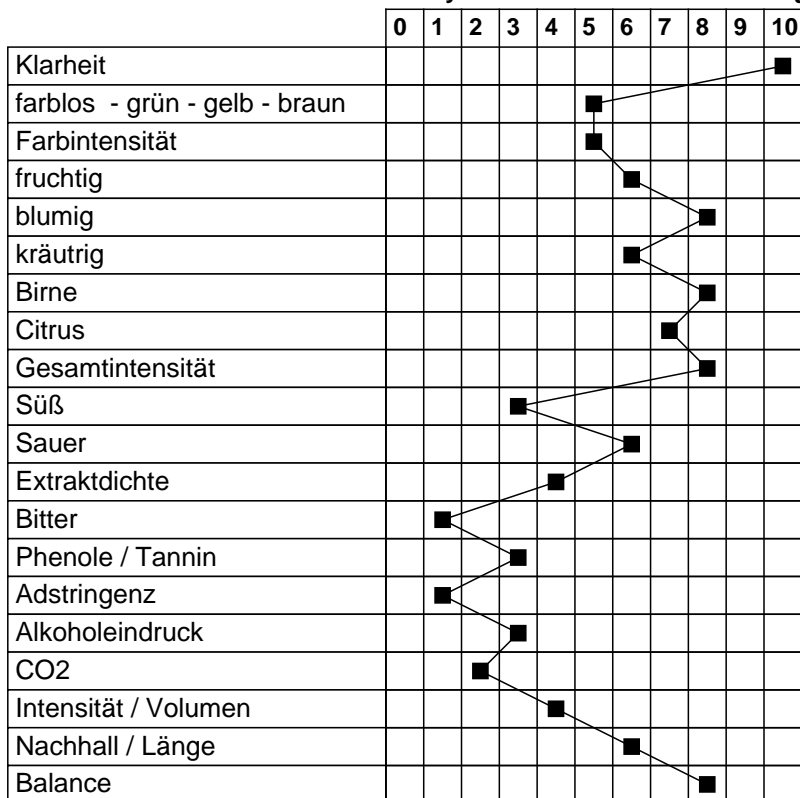 0 1 2 3 4 5 6 7 8 9 10
Klarheit
farblos - grün - gelb - braun
Farbintensität
fruchtig
blumig
kräutrig
Birne
Citrus
Gesamtintensität
Süß
Sauer
Extraktdichte
Bitter
Phenole / Tannin
Adstringenz
Alkoholeindruck
CO2
Intensität / Volumen
Nachhall / Länge
Balance